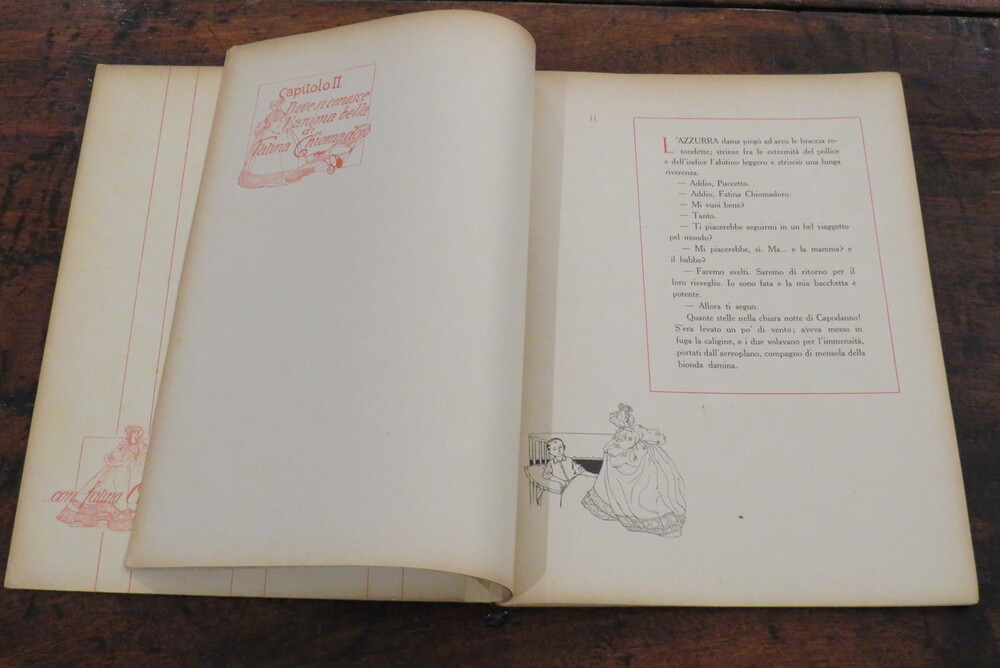 Capitolo II.
Dove si conosce
l'anima bella
di
Fatina Chiomadoro
...con fatina
11
L'AZZURRA dama piegò ad arco le braccia ro-
tondette; strinse fra le estremità del pollice
e dell'indice l'abitino leggero e strisciò una lunga
riverenza.
— Addio, Puccetto.
— Addio, Fatina Chiomadoro.
— Mi vuoi bene?
— Tanto.
— Ti piacerebbe seguirmi in un bel viaggetto
pel mondo?
— Mi piacerebbe, sì. Ma... e la mamma? e
il babbo?
— Faremo svelti. Saremo di ritorno per il
loro risveglio. Io sono fata e la mia bacchetta è
potente.
— Allora ti seguo.
Quante stelle nella chiara notte di Capodanno!
S'era levato un po' di vento; aveva messo in
fuga la caligine, e i due volavano per l'immensità,
portati dall'aereoplano, compagno di mensola della
bionda damina.